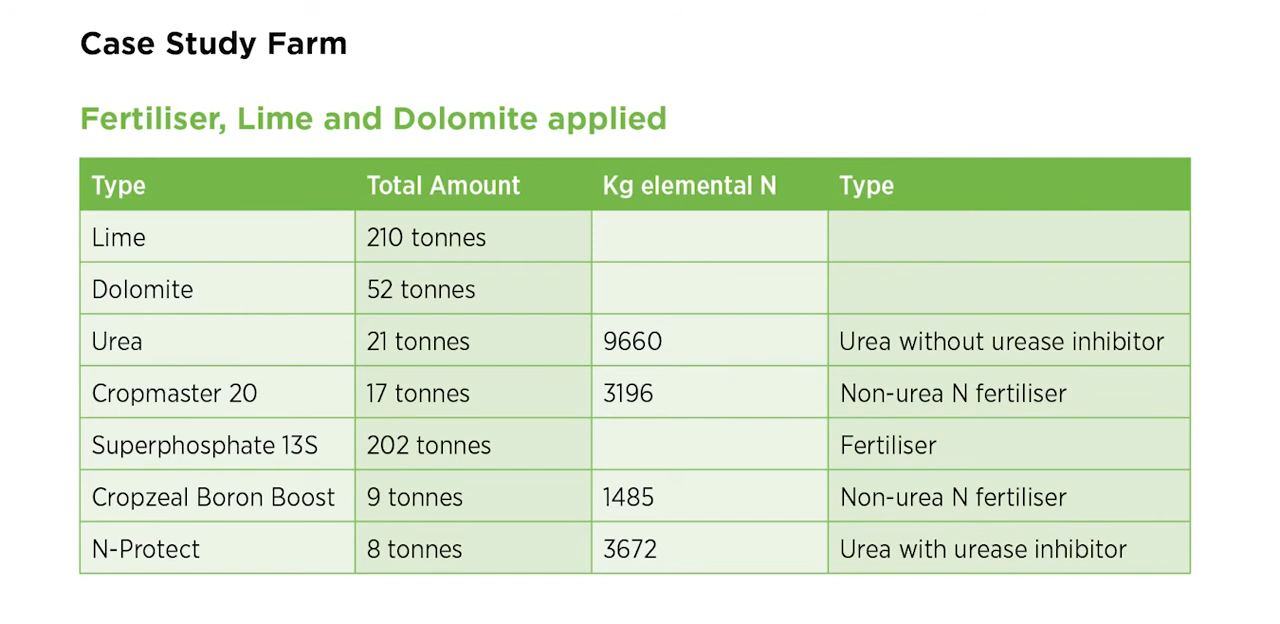 Case Study Farm
Fertiliser, Lime and Dolomite applied
Type Total Amount Kg elemental N Type
Lime 210 tonnes
Dolomite 52 tonnes
Urea 21 tonnes 9660 Urea without urease inhibitor
Cropmaster 20 17 tonnes 3196 Non-urea N fertiliser
Superphosphate 13S 202 tonnes Fertiliser
Cropzeal Boron Boost 9 tonnes 1485 Non-urea N fertiliser
N-Protect 8 tonnes 3672 Urea with urease inhibitor